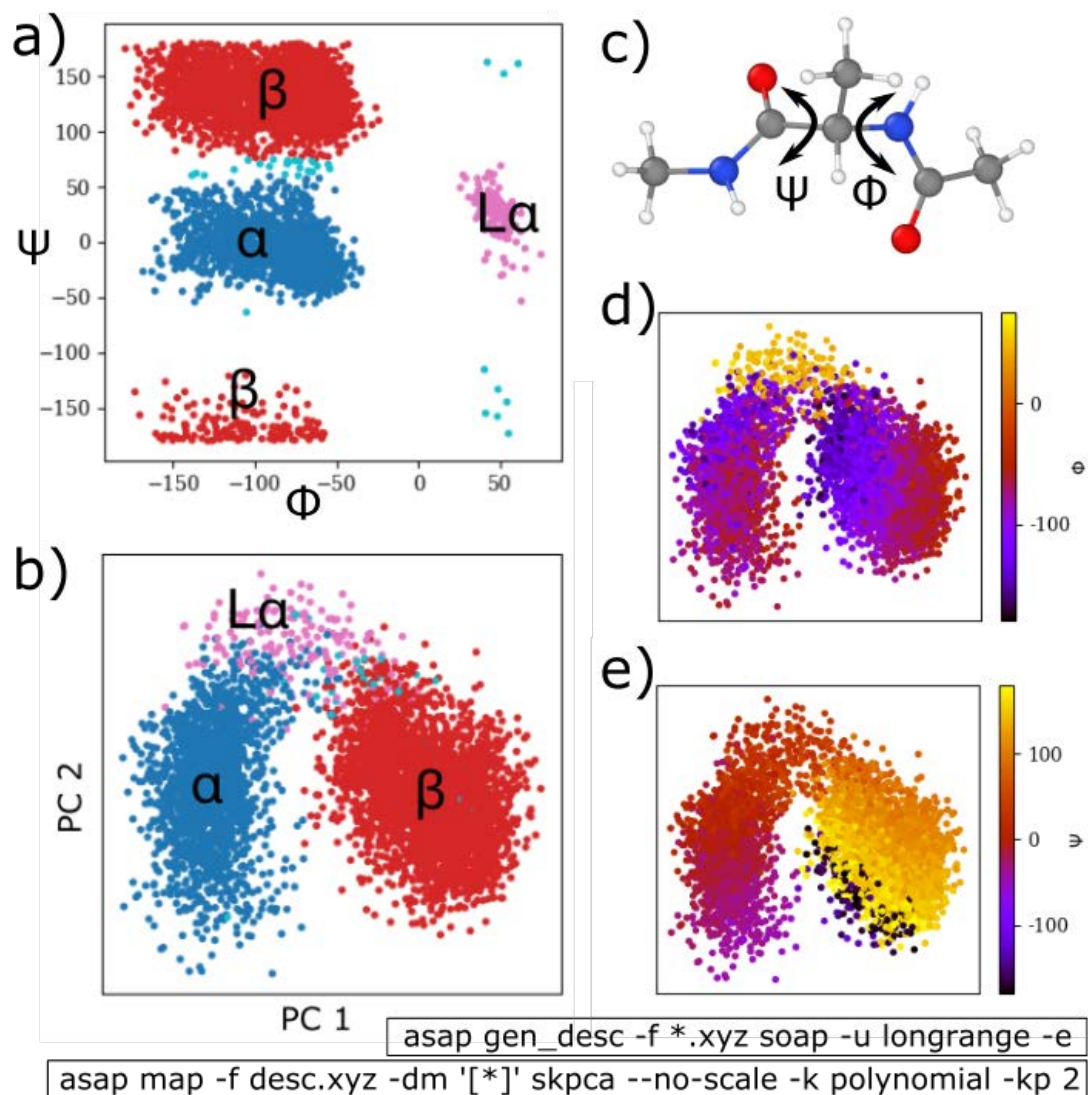 a)
150
β
100
50
Ψ
0
α
Lα
−50
−100
β
−150
−150
−100
−50
0
50
Φ
b)
Lα
α
β
PC 2
PC 1
c)
Ψ
Φ
d)
0
-100
Φ
e)
100
0
-100
Ψ
asap gen_desc -f *.xyz soap -u longrange -e
asap map -f desc.xyz -dm '[*]' skpca --no-scale -k polynomial -kp 2